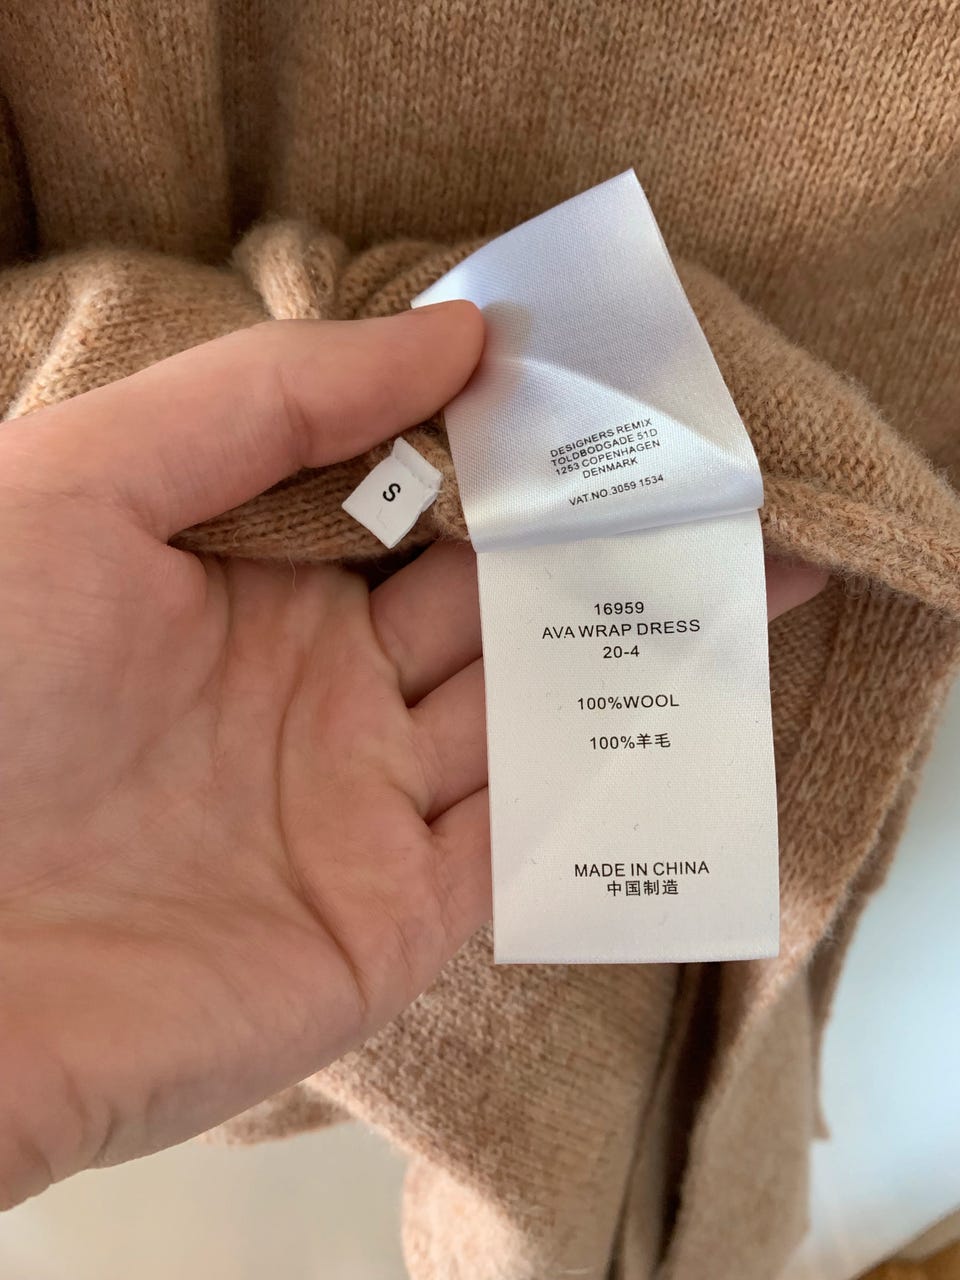 DESIGNERS REMIX
TOLDBODGADE 51D
1253 COPENHAGEN
DENMARK
VAT.NO.3059 1534
S
16959
AVA WRAP DRESS
20-4
100%WOOL
100%羊毛
MADE IN CHINA
中国制造